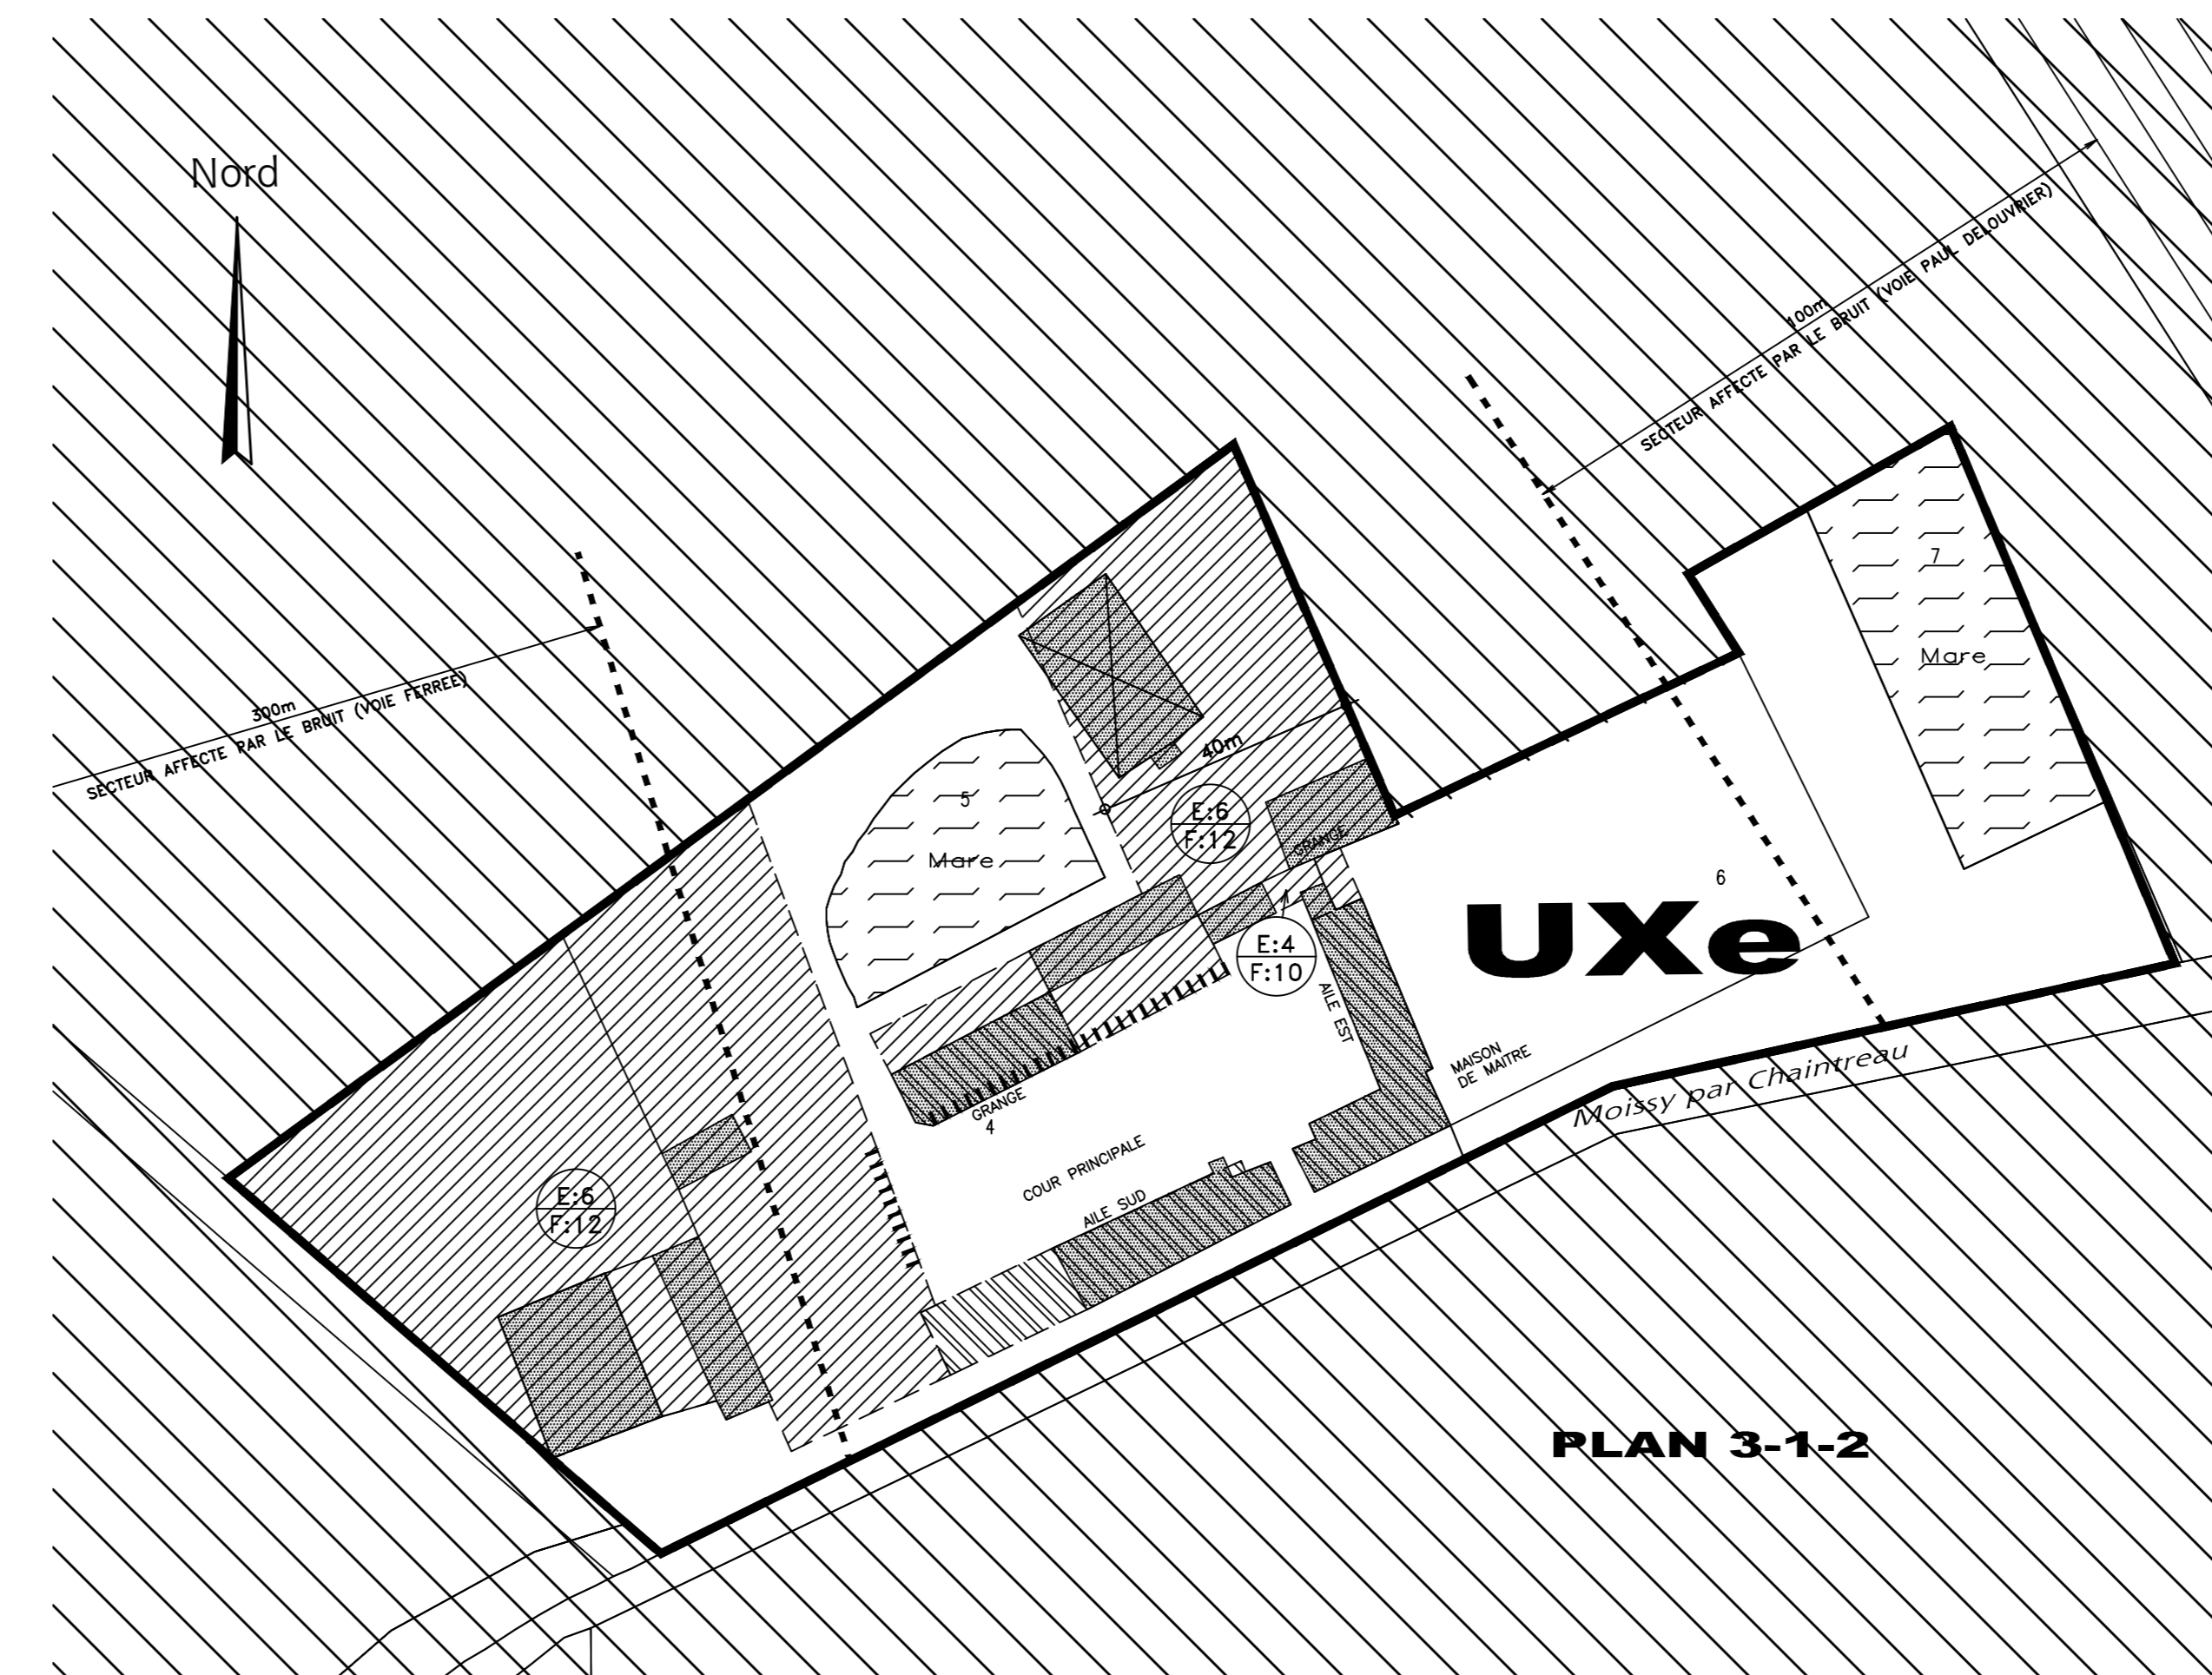 Nord
100m
SECTEUR AFFECTE PAR LE BRUIT (VOIE PAUL DELOUVRIER)
300m
SECTEUR AFFECTE PAR LE BRUIT (VOIE FERREE)
7
Mare
40m
5
Mare
E:6
F:12
GRANGE
6
UXe
E:4
F:10
AILE EST
MAISON
DE MAITRE
Moissy par Chaintreau
GRANGE
4
COUR PRINCIPALE
AILE SUD
E:6
F:12
PLAN 3-1-2